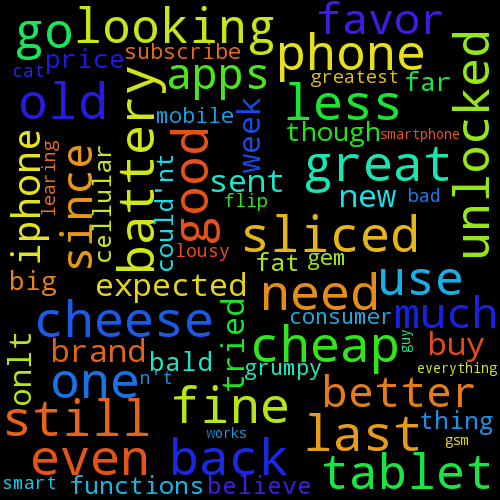 go looking favor
subscribe
price
phone
cat
apps
greatest far
old
battery
less
unlocked
mobile
week
though
smartphone
iphone
learing
since
cellular
could'nt
good
great
sent
new
bad
flip
sliced
lousy
fat gem
big
expected
need
use
cheese
consumer
much
tried
cheap
guy
brand
bald
grumpy
buy
onlt
one
n't
everything
fine
better
thing
still
last
works
gsm
even
back
tablet
smart functions believe